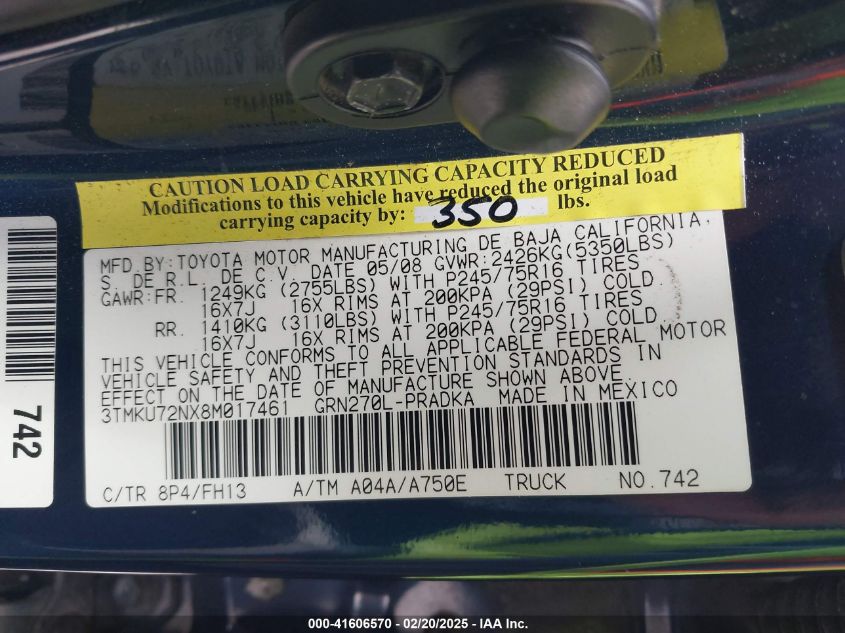 CAUTION LOAD CARRYING CAPACITY REDUCED
Modifications to this vehicle have reduced the original load
carrying capacity by: 350 lbs.
MFD.BY:TOYOTA MOTOR MANUFACTURING DE BAJA CALIFORNIA,
S. DE R.L. DE C.V. DATE 05/08 GVWR:2426KG(5350LBS)
GAWR:FR. 1249KG (2755LBS) WITH P245/75R16 TIRES
16X7J 16X RIMS AT 200KPA (29PSI) COLD.
RR. 1410KG (3110LBS) WITH P245/75R16 TIRES
16X7J 16X RIMS AT 200KPA (29PSI) COLD.
THIS VEHICLE CONFORMS TO ALL APPLICABLE FEDERAL MOTOR
VEHICLE SAFETY AND THEFT PREVENTION STANDARDS IN
EFFECT ON THE DATE OF MANUFACTURE SHOWN ABOVE
3TMKU72NX8M017461 GRN270L-PRADKA MADE IN MEXICO
C/TR 8P4/FH13 A/TM A04A/A750E TRUCK NO.742
742
000-41606570 - 02/20/2025 - IAA Inc.